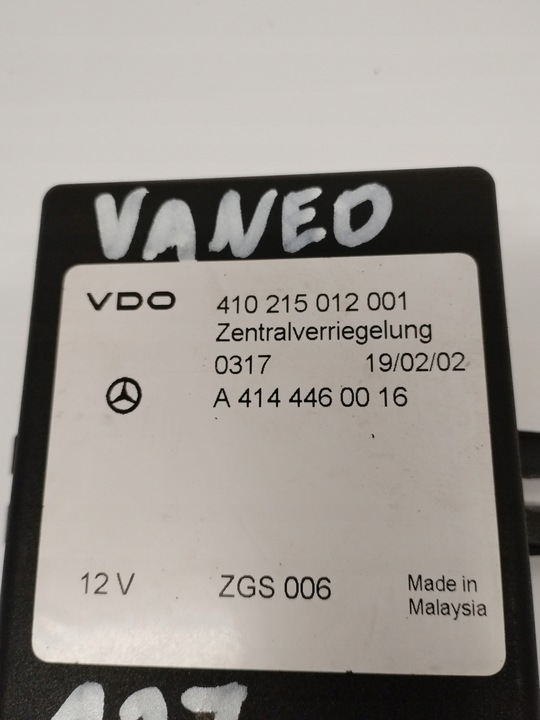 VANEO
VDO 410 215 012 001
Zentralverriegelung
0317 19/02/02
A 414 446 00 16
12 V ZGS 006 Made in
Malaysia